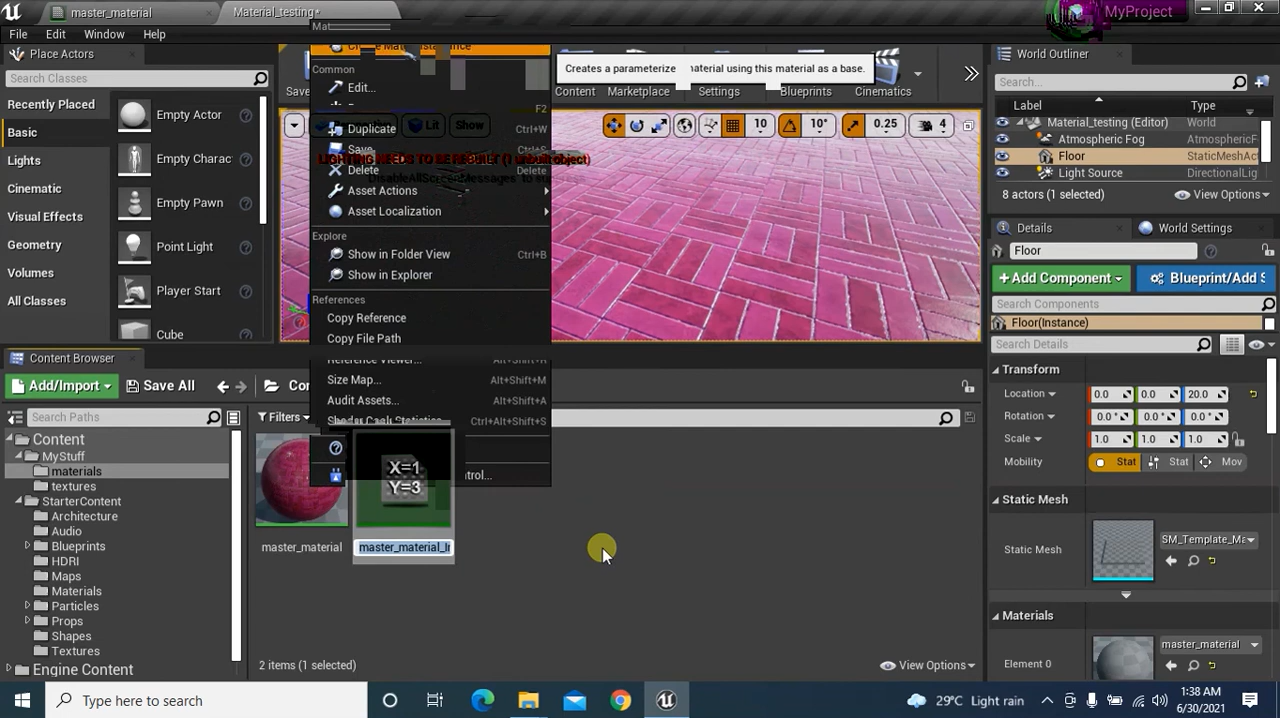 master_material
Material_testing*
MyProject
File Edit Window Help
Place Actors
Search Classes
Recently Placed
Basic
Lights
Cinematic
Visual Effects
Geometry
Volumes
All Classes
Empty Actor
Empty Charac
Empty Pawn
Point Light
Player Start
Cube
Common
Edit...
F2
Duplicate Ctrl+W
Save
Delete Delete
Asset Actions
Asset Localization
Explore
Show in Folder View Ctrl+B
Show in Explorer
References
Copy Reference
Copy File Path
Reference Viewer... Alt+Shift+R
Size Map... Alt+Shift+M
Audit Assets... Alt+Shift+A
Shader Cook Statistics Ctrl+Alt+Shift+S
Creates a parameterize material using this material as a base.
Content Marketplace Settings Blueprints Cinematics
Lit Show
10 10° 0.25 4
LIGHTING NEEDS TO BE REBUILT (1 unbuilt object)
World Outliner
Search...
Label Type
Material_testing (Editor) World
Atmospheric Fog AtmosphericF
Floor StaticMeshAct
Light Source DirectionalLig
8 actors (1 selected) View Options
Details World Settings
Floor
+Add Component Blueprint/Add S
Search Components
Floor(Instance)
Search Details
Transform
Location 0.0 0.0 20.0
Rotation 0.0° 0.0° 0.0°
Scale 1.0 1.0 1.0
Mobility Stat Stat Mov
Static Mesh
Static Mesh SM_Template_Ma
Materials
Element 0 master_material
Content Browser
Add/Import Save All Con
Search Paths
Filters
Content
MyStuff
materials
textures
StarterContent
Architecture
Audio
Blueprints
HDRI
Maps
Materials
Particles
Props
Shapes
Textures
Engine Content
X=1
Y=3
master_material
master_material_I
2 items (1 selected) View Options
Type here to search
29°C Light rain
1:38 AM
6/30/2021